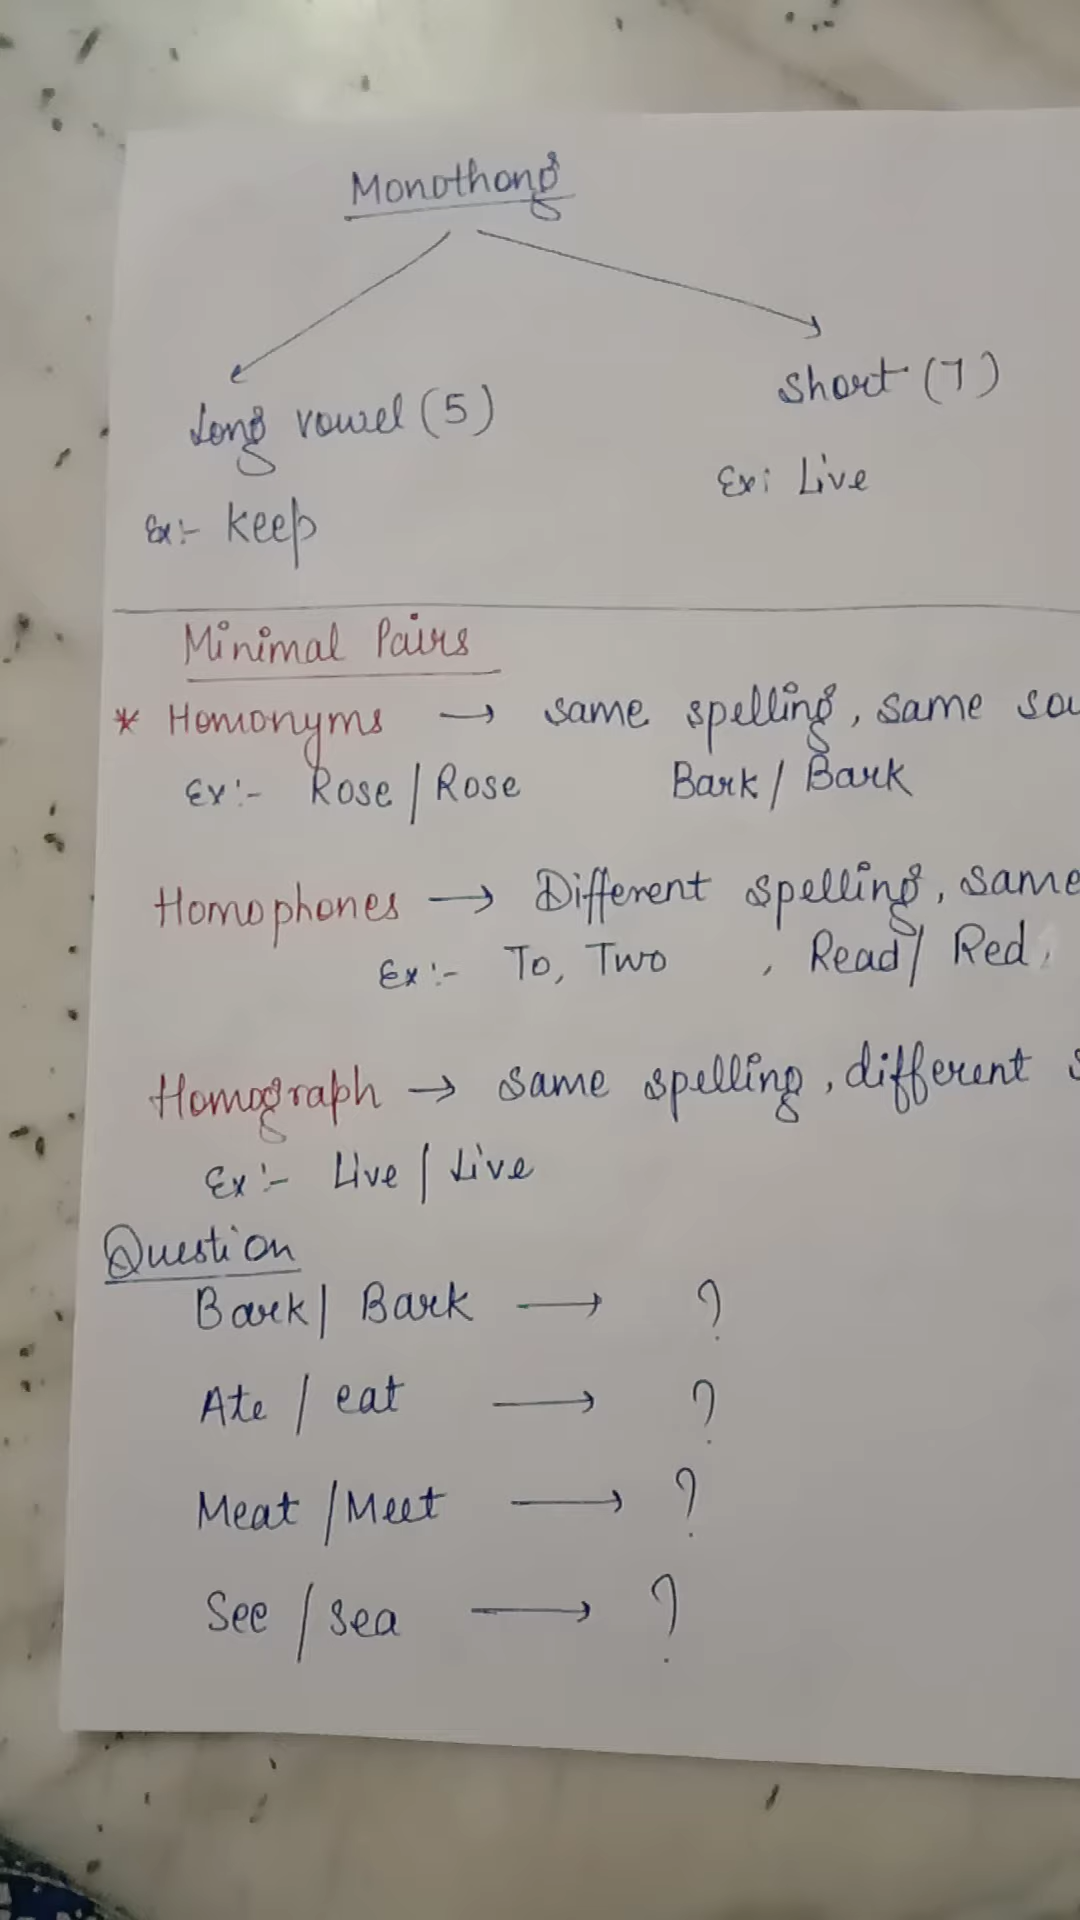 Monothong
Long vowel (5)
Short (7)
Ex:- Keep
Ex: Live
Minimal Pairs
* Homonyms → same spelling, same
Ex:- Rose / Rose Bark / Bark
Homophones → Different spelling, same
Ex:- To, Two , Read / Red,
Homograph → same spelling, different
Ex:- Live / Live
Question
Bark / Bark → ?
Ate / eat → ?
Meat / Meet → ?
See / sea → ?